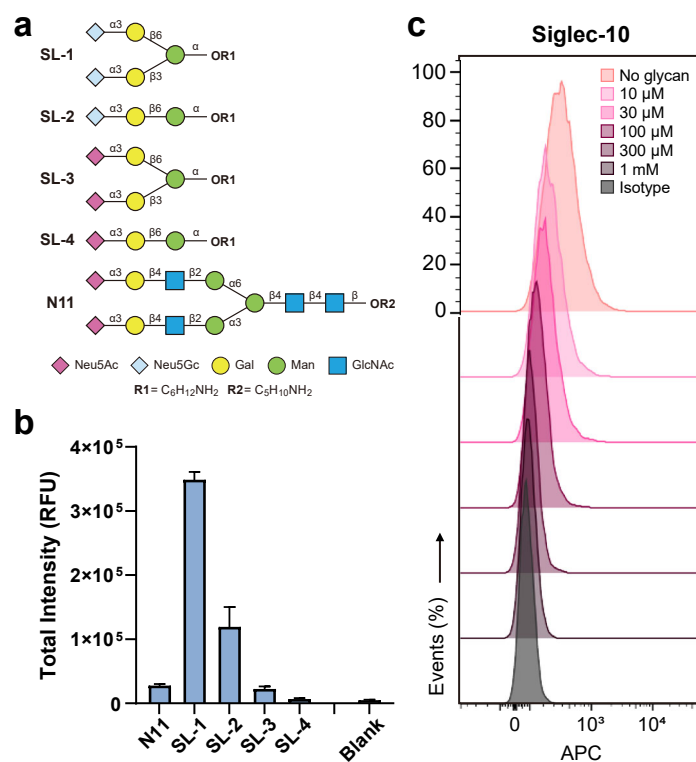 a
SL-1
α3
β6
α3
β3
α
OR1
SL-2
α3
β6
α
OR1
SL-3
α3
β6
α3
β3
α
OR1
SL-4
α3
β6
α
OR1
N11
α3
β4
β2
α6
α3
β4
β2
α3
β4
β4
β
OR2
Neu5Ac
Neu5Gc
Gal
Man
GlcNAc
R1= C₆H₁₂NH₂ R2= C₅H₁₀NH₂
b
Total Intensity (RFU)
4×10⁵
3×10⁵
1×10⁵
1×10⁵
0
N11
SL-1
SL-2
SL-3
SL-4
Blank
c
Siglec-10
100
80
60
40
20
0
No glycan
10 µM
30 µM
100 µM
300 µM
1 mM
Isotype
Events (%)
0
10³
10⁴
APC